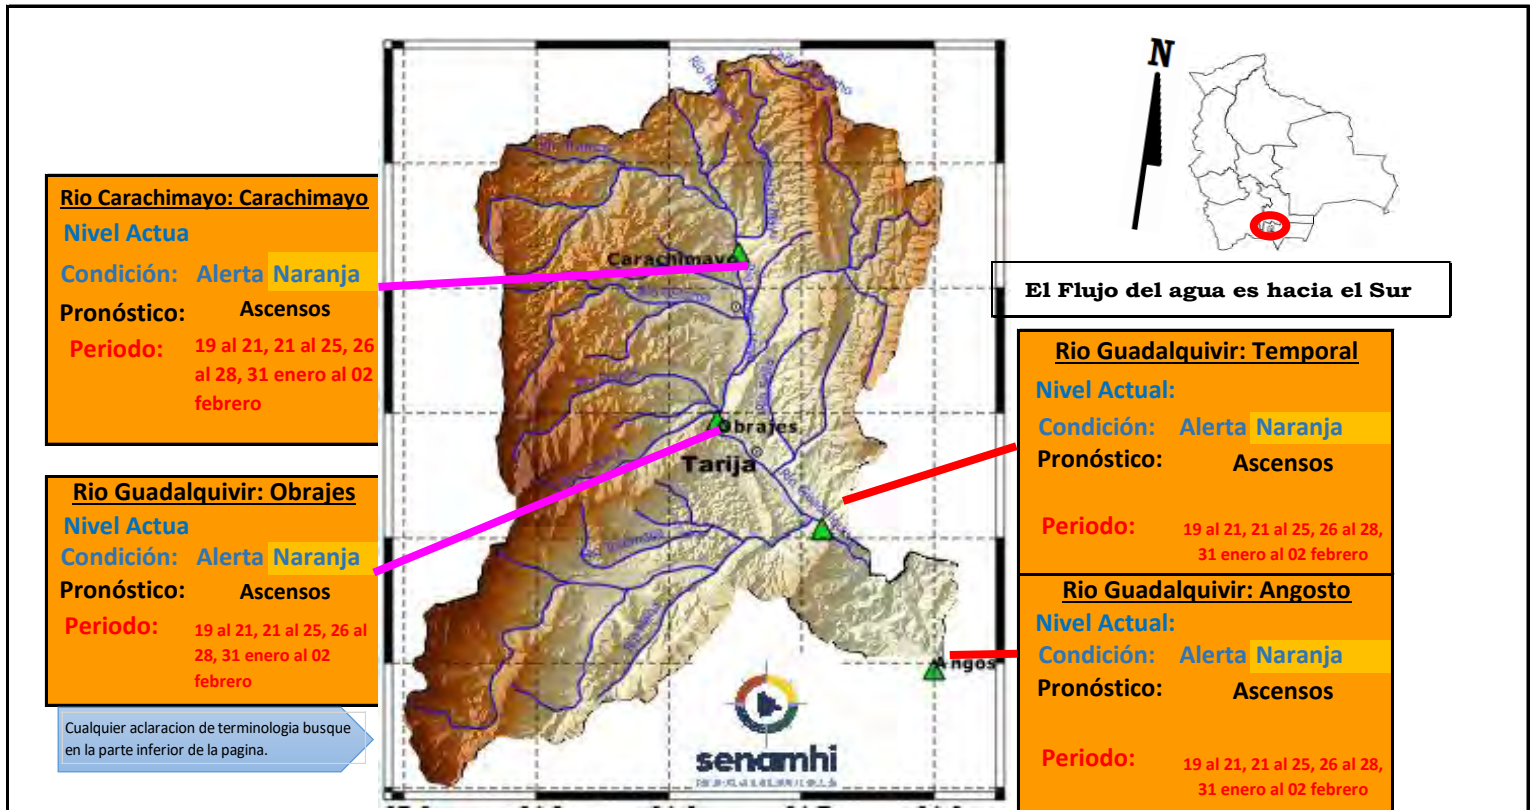 Rio Carachimayo: Carachimayo
Nivel Actua
Condición: Alerta Naranja
Pronóstico: Ascensos
Periodo: 19 al 21, 21 al 25, 26
al 28, 31 enero al 02
febrero
Rio Guadalquivir: Obrajes
Nivel Actua
Condición: Alerta Naranja
Pronóstico: Ascensos
Periodo: 19 al 21, 21 al 25, 26 al
28, 31 enero al 02
febrero
Cualquier aclaracion de terminologia busque
en la parte inferior de la pagina.
Carachimayo
Obrajes
Tarija
Angos
senamhi
N
El Flujo del agua es hacia el Sur
Rio Guadalquivir: Temporal
Nivel Actual:
Condición: Alerta Naranja
Pronóstico: Ascensos
Periodo: 19 al 21, 21 al 25, 26 al 28,
31 enero al 02 febrero
Rio Guadalquivir: Angosto
Nivel Actual:
Condición: Alerta Naranja
Pronóstico: Ascensos
Periodo: 19 al 21, 21 al 25, 26 al 28,
31 enero al 02 febrero